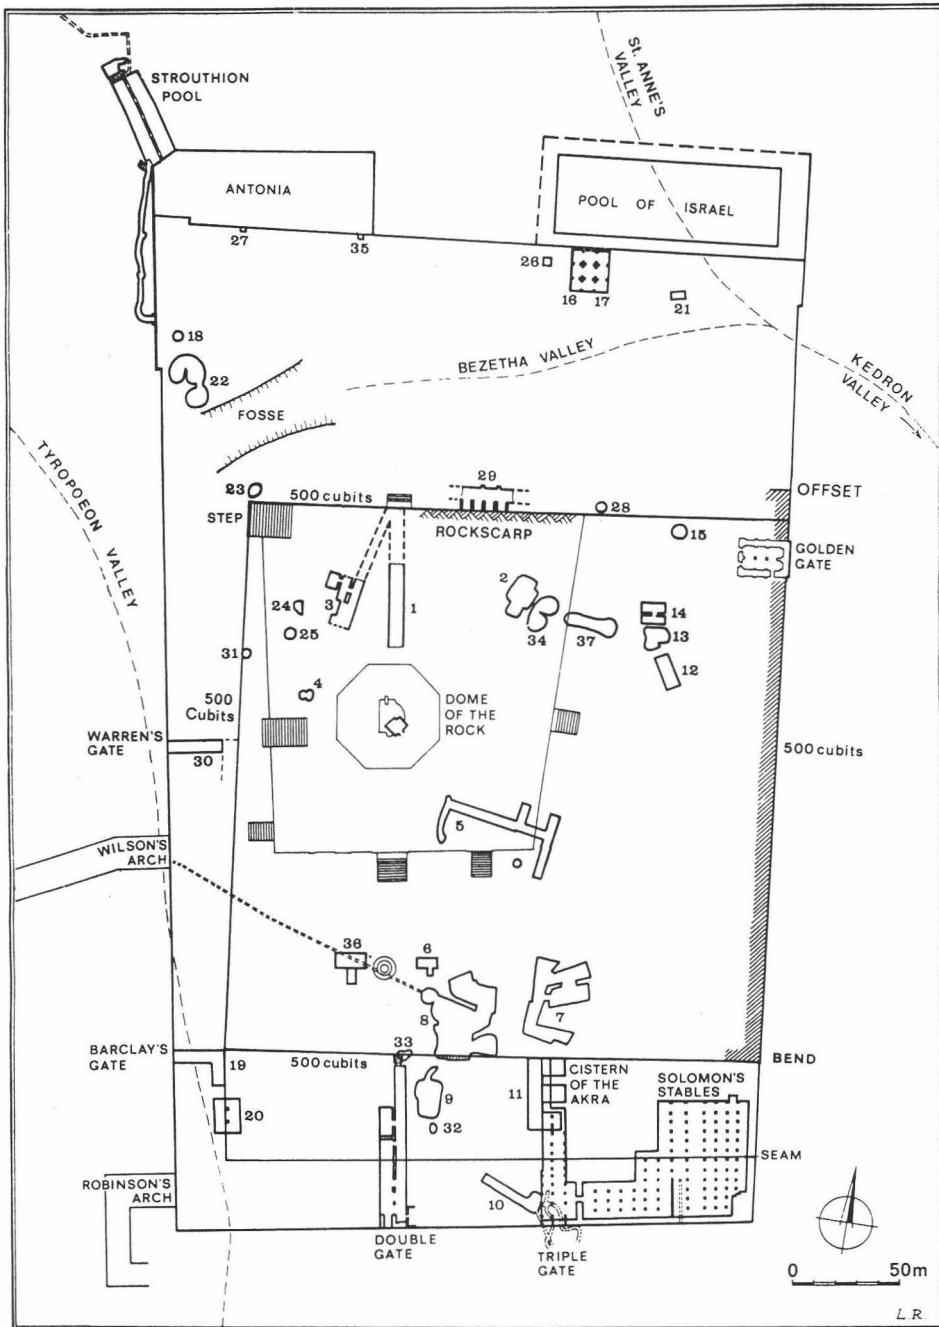 STROUTHION
POOL
ST. ANNE'S
VALLEY
ANTONIA
POOL OF ISRAEL
27
35
26
16
17
21
18
22
BEZETHA VALLEY
KEDRON
VALLEY
FOSSE
TYROPOEON VALLEY
23
500 cubits
29
28
OFFSET
STEP
ROCKSCARP
15
GOLDEN
GATE
3
1
2
24
25
34
37
14
13
12
31
4
500
Cubits
DOME
OF THE
ROCK
WARREN'S
GATE
30
500 cubits
5
WILSON'S
ARCH
36
6
8
7
33
BARCLAY'S
GATE
19
500 cubits
BEND
11
CISTERN
OF THE
AKRA
SOLOMON'S
STABLES
9
20
32
SEAM
ROBINSON'S
ARCH
10
DOUBLE
GATE
TRIPLE
GATE
0 50m
L.R.